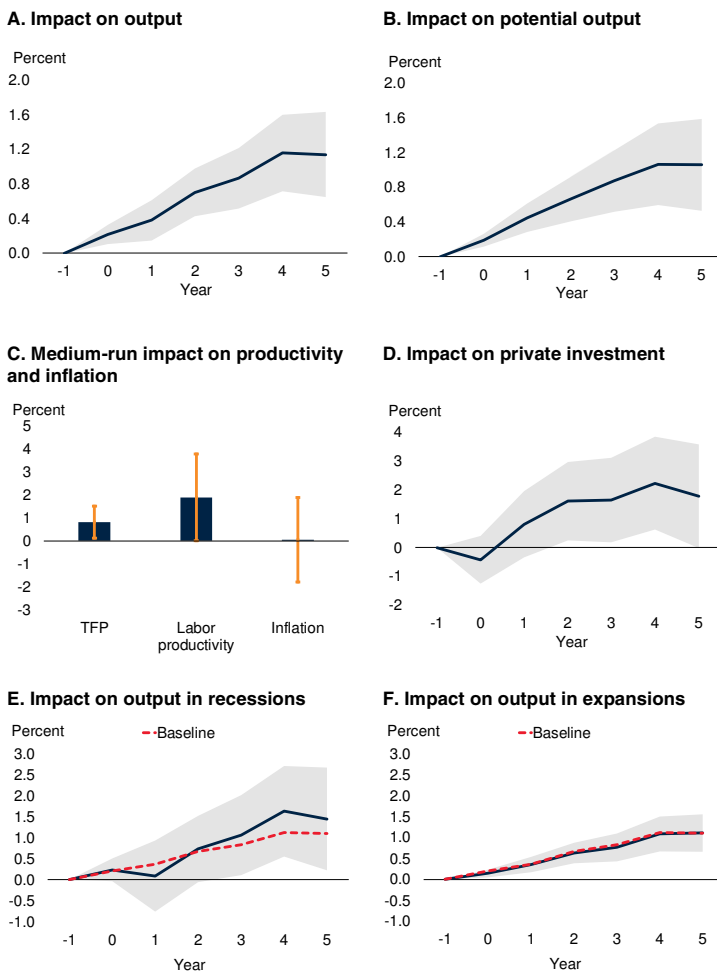 A. Impact on output
Percent
2.0
1.6
1.2
0.8
0.4
0.0
-1 0 1 2 3 4 5
Year
B. Impact on potential output
Percent
2.0
1.6
1.2
0.8
0.4
0.0
-1 0 1 2 3 4 5
Year
C. Medium-run impact on productivity
and inflation
Percent
5
4
3
2
1
0
-1
-2
-3
TFP Labor Inflation
productivity
D. Impact on private investment
Percent
4
3
2
1
0
-1
-2
-1 0 1 2 3 4 5
Year
E. Impact on output in recessions
Percent
Baseline
3.0
2.5
2.0
1.5
1.0
0.5
0.0
-0.5
-1.0
-1 0 1 2 3 4 5
Year
F. Impact on output in expansions
Percent
Baseline
3.0
2.5
2.0
1.5
1.0
0.5
0.0
-0.5
-1.0
-1 0 1 2 3 4 5
Year